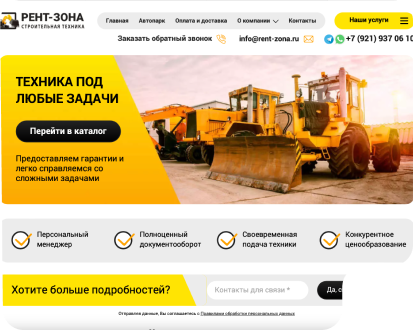 РЕНТ-ЗОНА
СТРОИТЕЛЬНАЯ ТЕХНИКА
Главная Автопарк Оплата и доставка О компании Контакты
Наши услуги
Заказать обратный звонок info@rent-zona.ru +7 (921) 937 06 10
ТЕХНИКА ПОД
ЛЮБЫЕ ЗАДАЧИ
Перейти в каталог
Предоставляем гарантии и
легко справляемся со
сложными задачами
Персональный
менеджер
Полноценный
документооборот
Своевременная
подача техники
Конкурентное
ценообразование
Хотите больше подробностей?
Контакты для связи *
Да, с
Отправляя данные, Вы соглашаетесь с Правилами обработки персональных данных